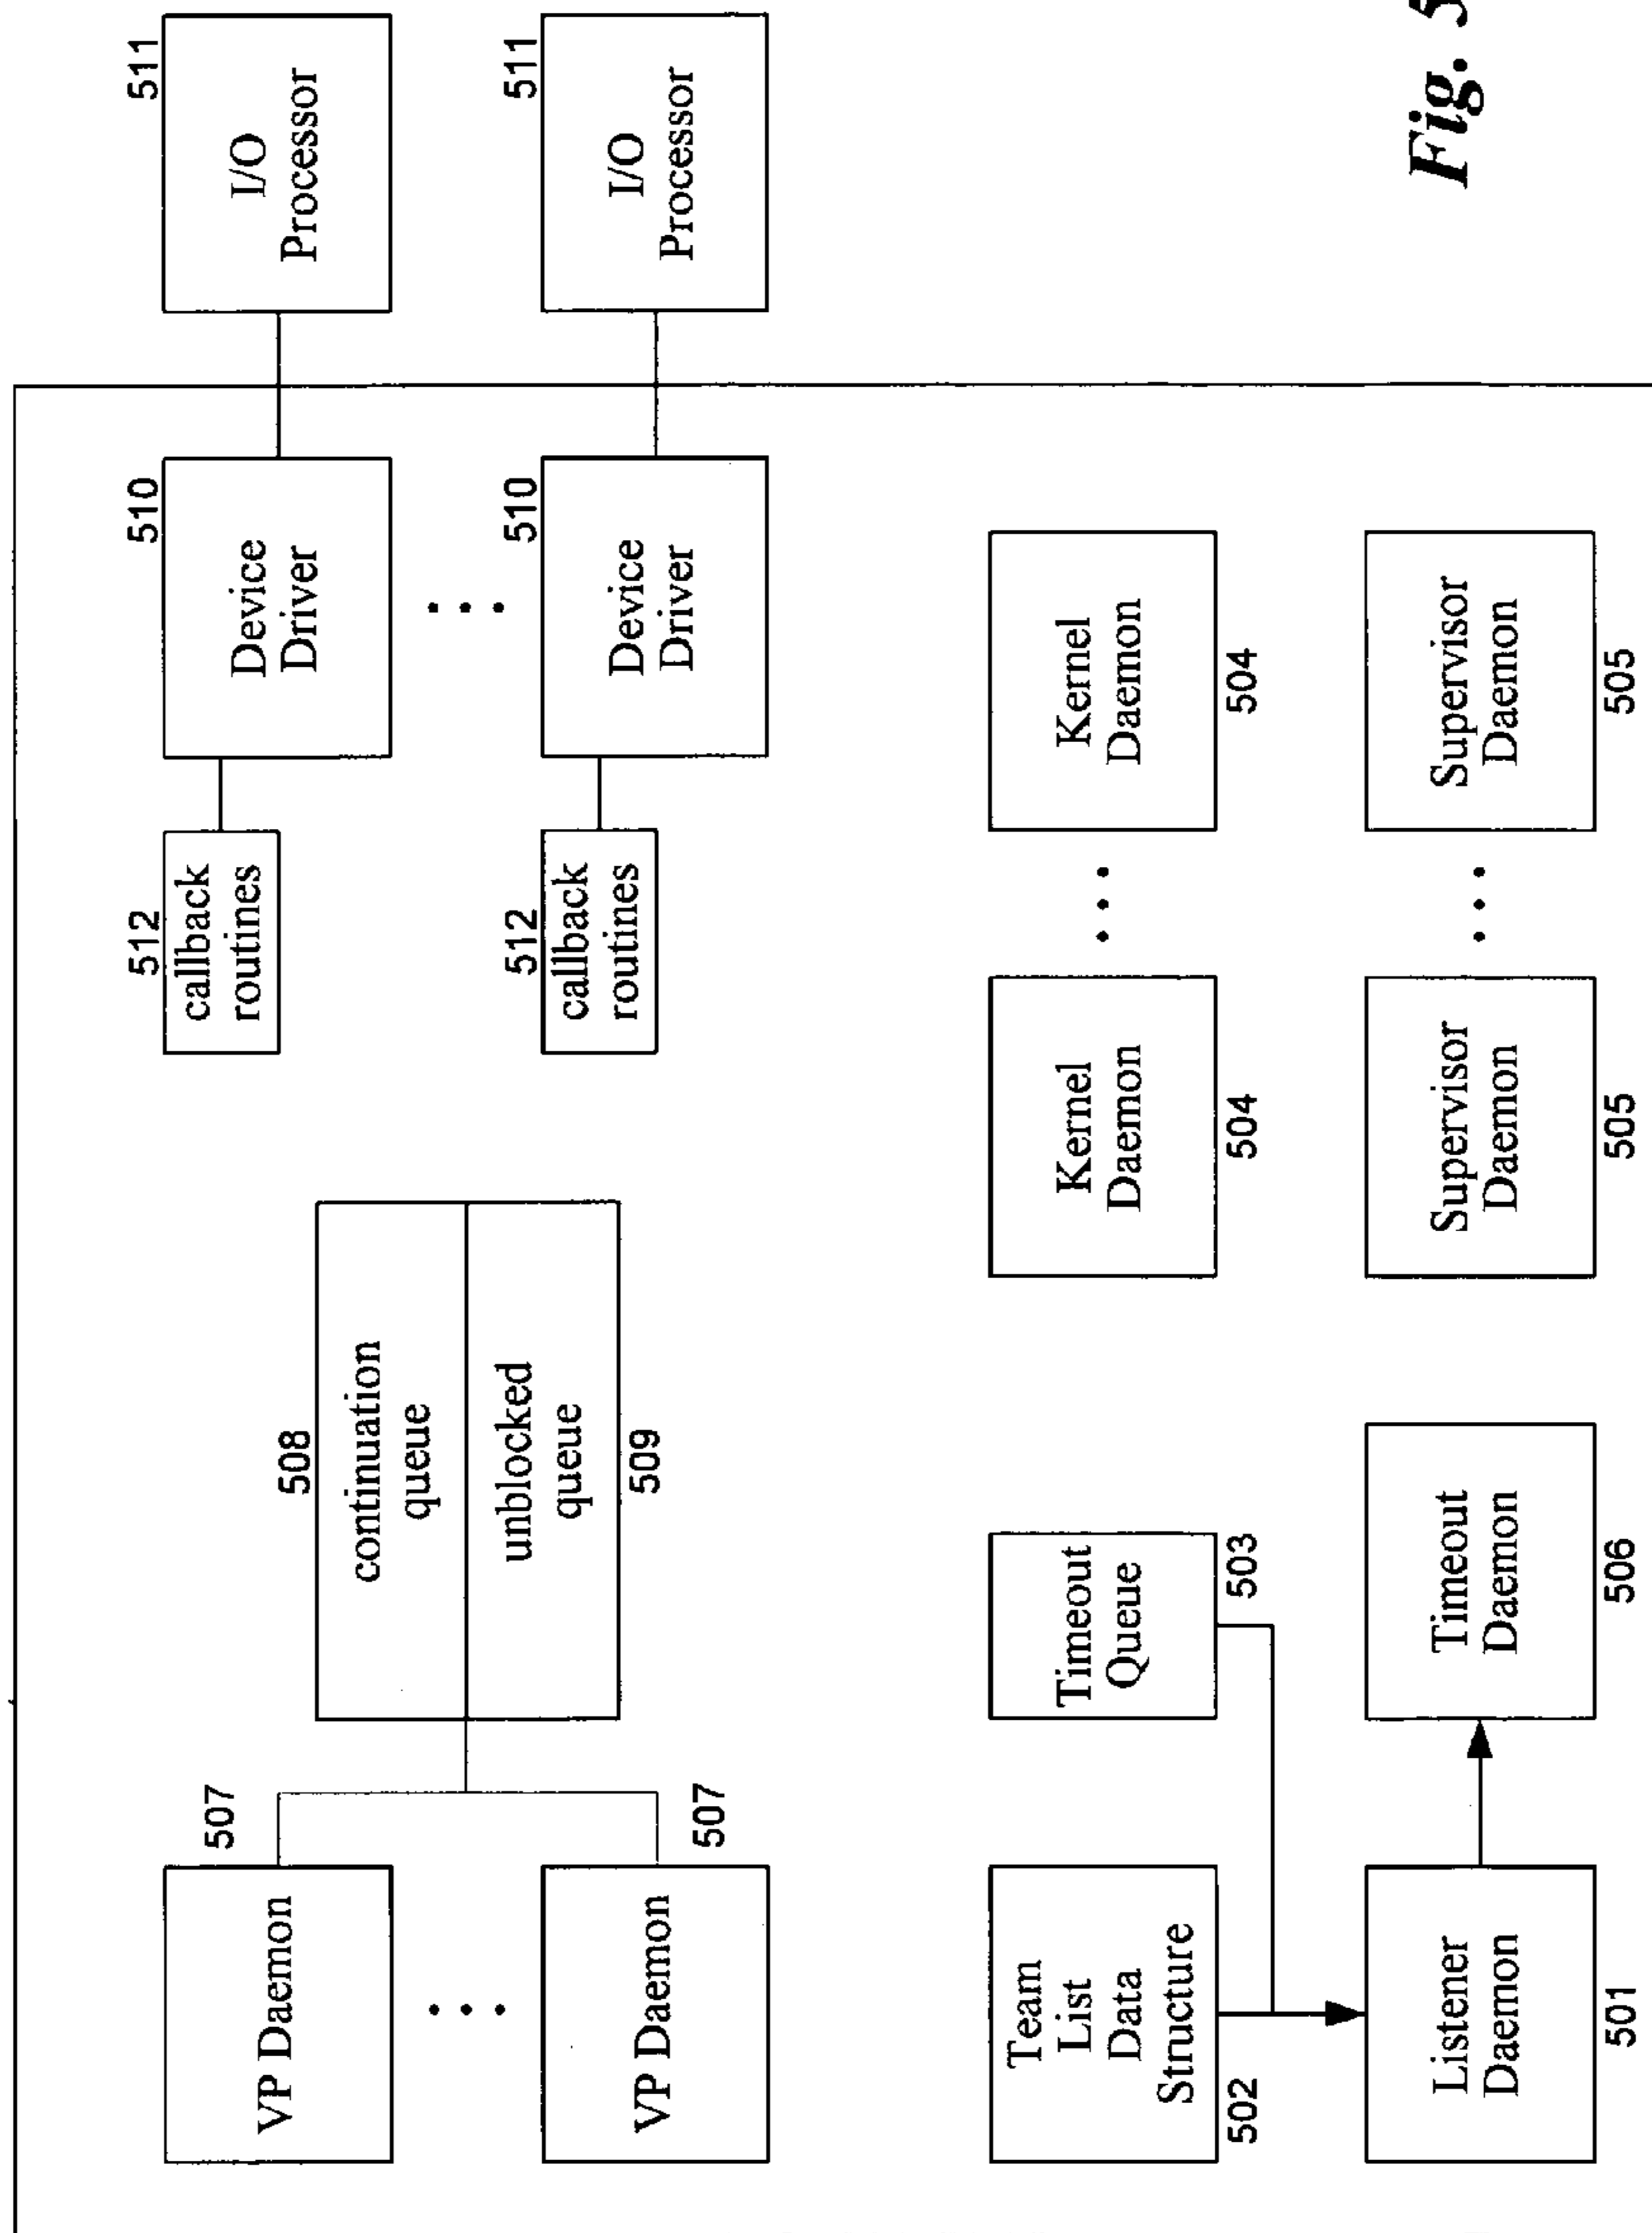 507
VP Daemon
507
VP Daemon
508
continuation
queue
unblocked
queue
509
512
callback
routines
512
callback
routines
510
Device
Driver
510
Device
Driver
511
I/O
Processor
511
I/O
Processor
Team
List
Data
Structure
502
Timeout
Queue
503
Kernel
Daemon
504
Kernel
Daemon
504
Listener
Daemon
501
Timeout
Daemon
506
Supervisor
Daemon
505
Supervisor
Daemon
505
Fig. 5